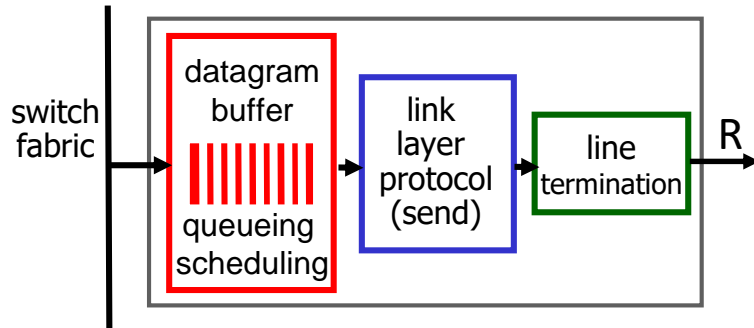 switch
fabric
datagram
buffer
queueing
scheduling
link
layer
protocol
(send)
line
termination
R